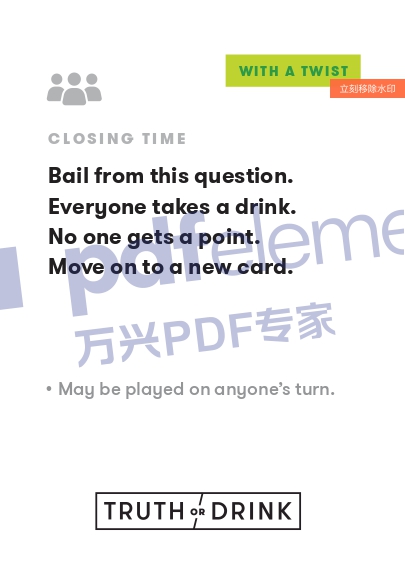 WITH A TWIST
立刻移除水印
CLOSING TIME
Bail from this question.
Everyone takes a drink.
No one gets a point.
Move on to a new card.
pdfeleme
万兴PDF专家
• May be played on anyone’s turn.
TRUTH OR DRINK